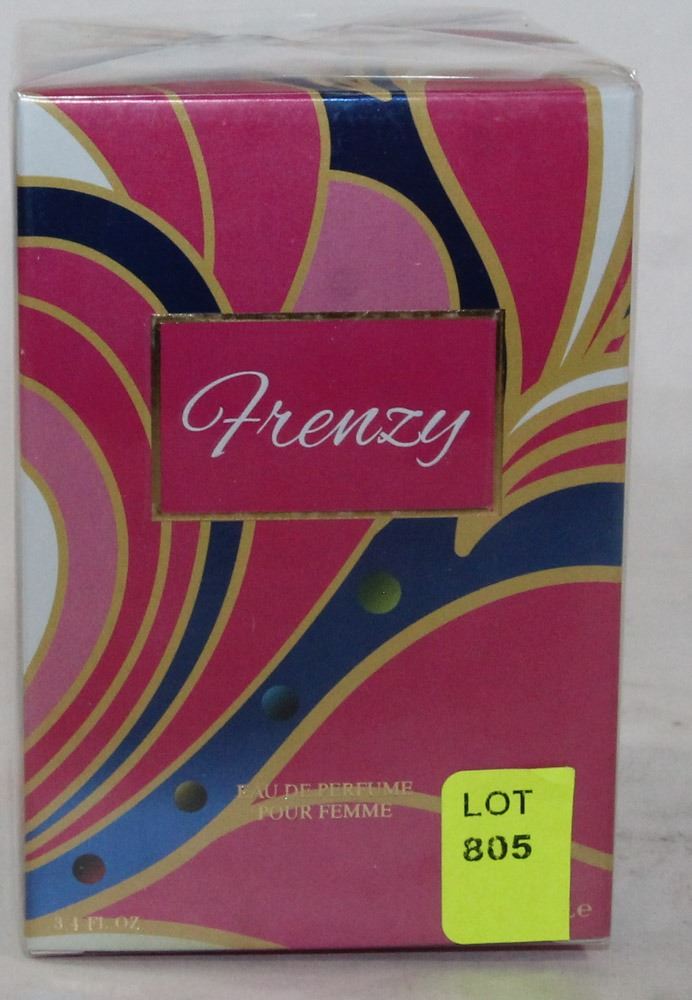 Frenzy
EAU DE PERFUME
POUR FEMME
LOT
805
3.4 FL OZ